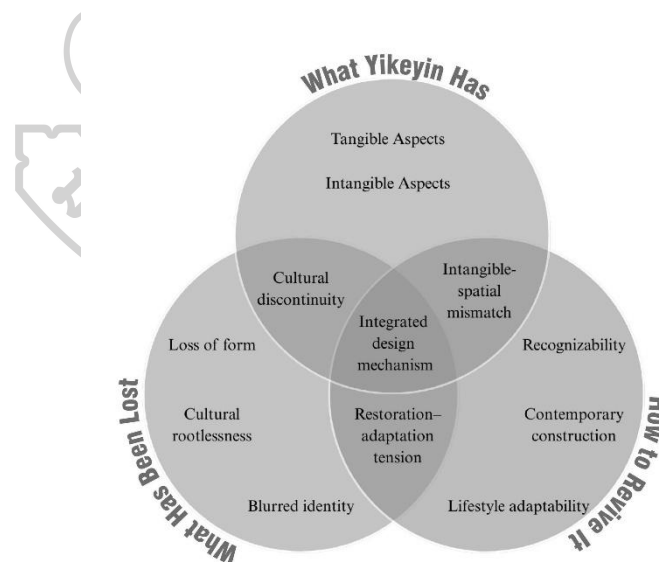 What Yikeyin Has
Tangible Aspects
Intangible Aspects
Cultural
discontinuity
Intangible-
spatial
mismatch
Integrated
design
mechanism
Loss of form
Recognizability
Cultural
rootlessness
Restoration–
adaptation
tension
Contemporary
construction
Blurred identity
Lifestyle adaptability
What Has Been Lost
How to Revive It